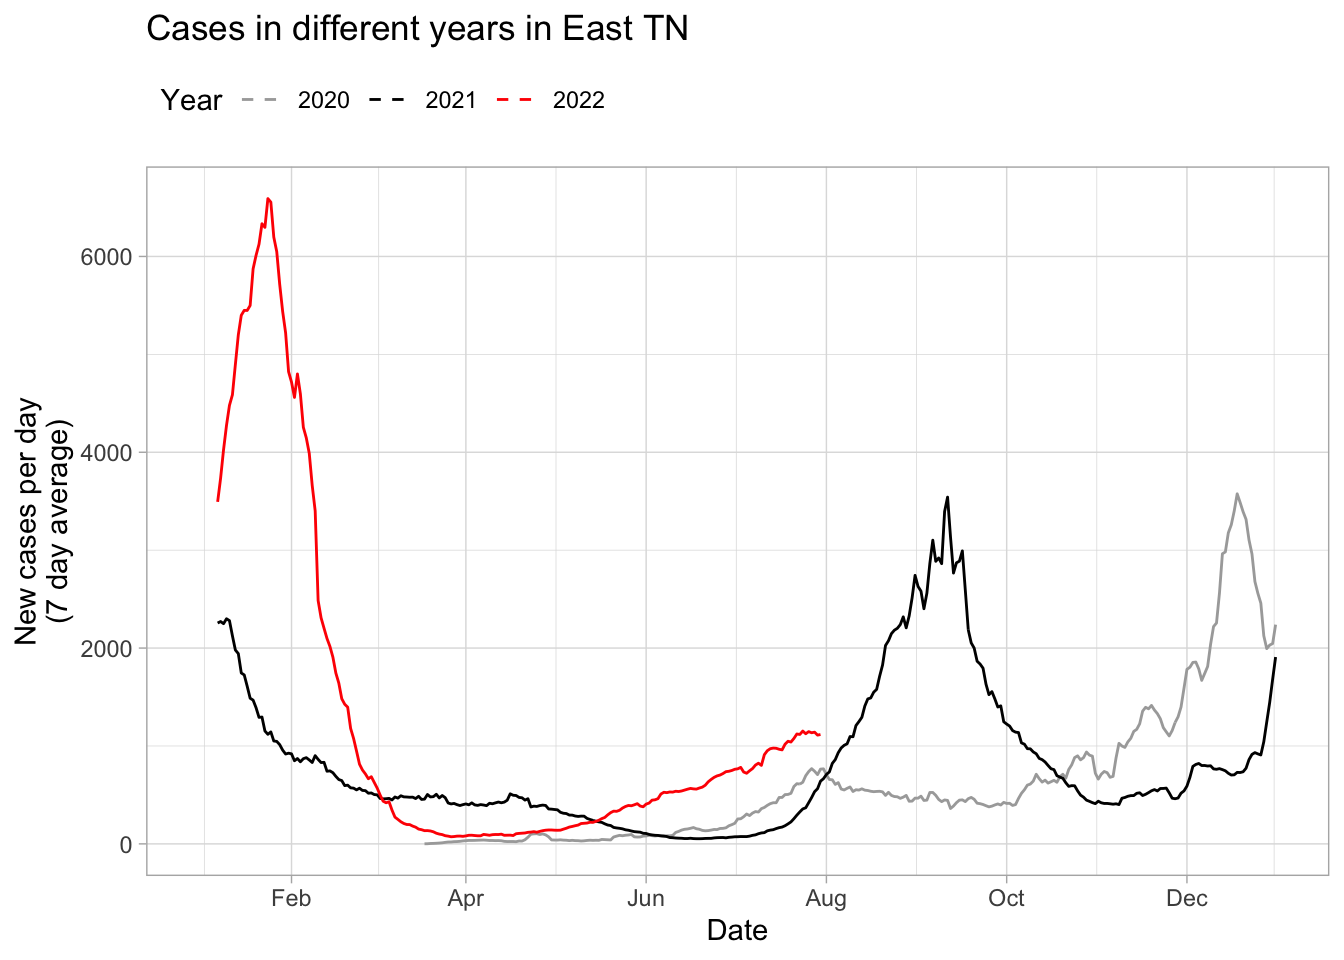 Cases in different years in East TN
Year 2020 2021 2022
New cases per day
(7 day average)
6000
4000
2000
0
Feb Apr Jun Aug Oct Dec
Date